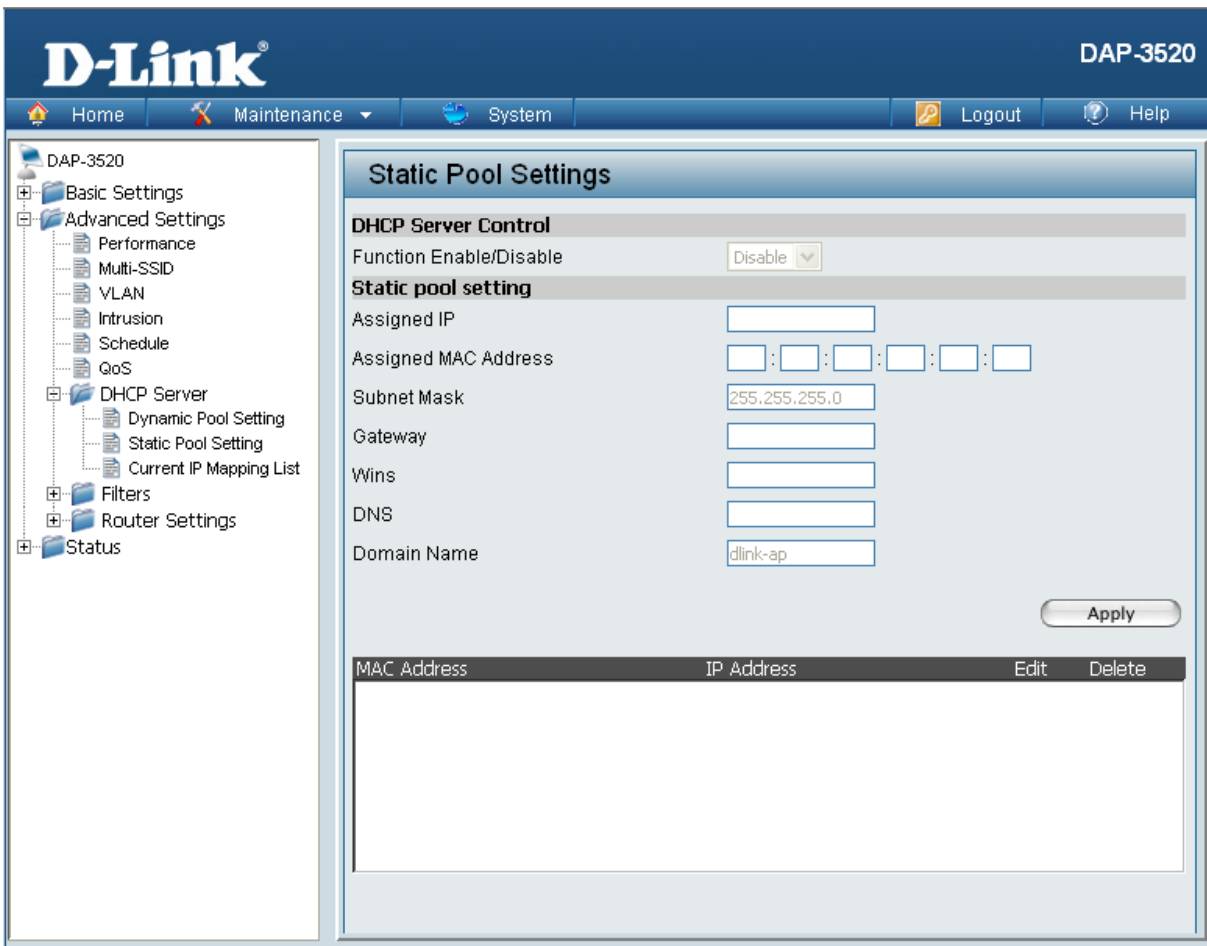 D-Link®
DAP-3520
Home Maintenance System Logout Help
DAP-3520
Basic Settings
Advanced Settings
Performance
Multi-SSID
VLAN
Intrusion
Schedule
QoS
DHCP Server
Dynamic Pool Setting
Static Pool Setting
Current IP Mapping List
Filters
Router Settings
Status
Static Pool Settings
DHCP Server Control
Function Enable/Disable Disable
Static pool setting
Assigned IP
Assigned MAC Address : : : : :
Subnet Mask 255.255.255.0
Gateway
Wins
DNS
Domain Name dlink-ap
Apply
MAC Address IP Address Edit Delete